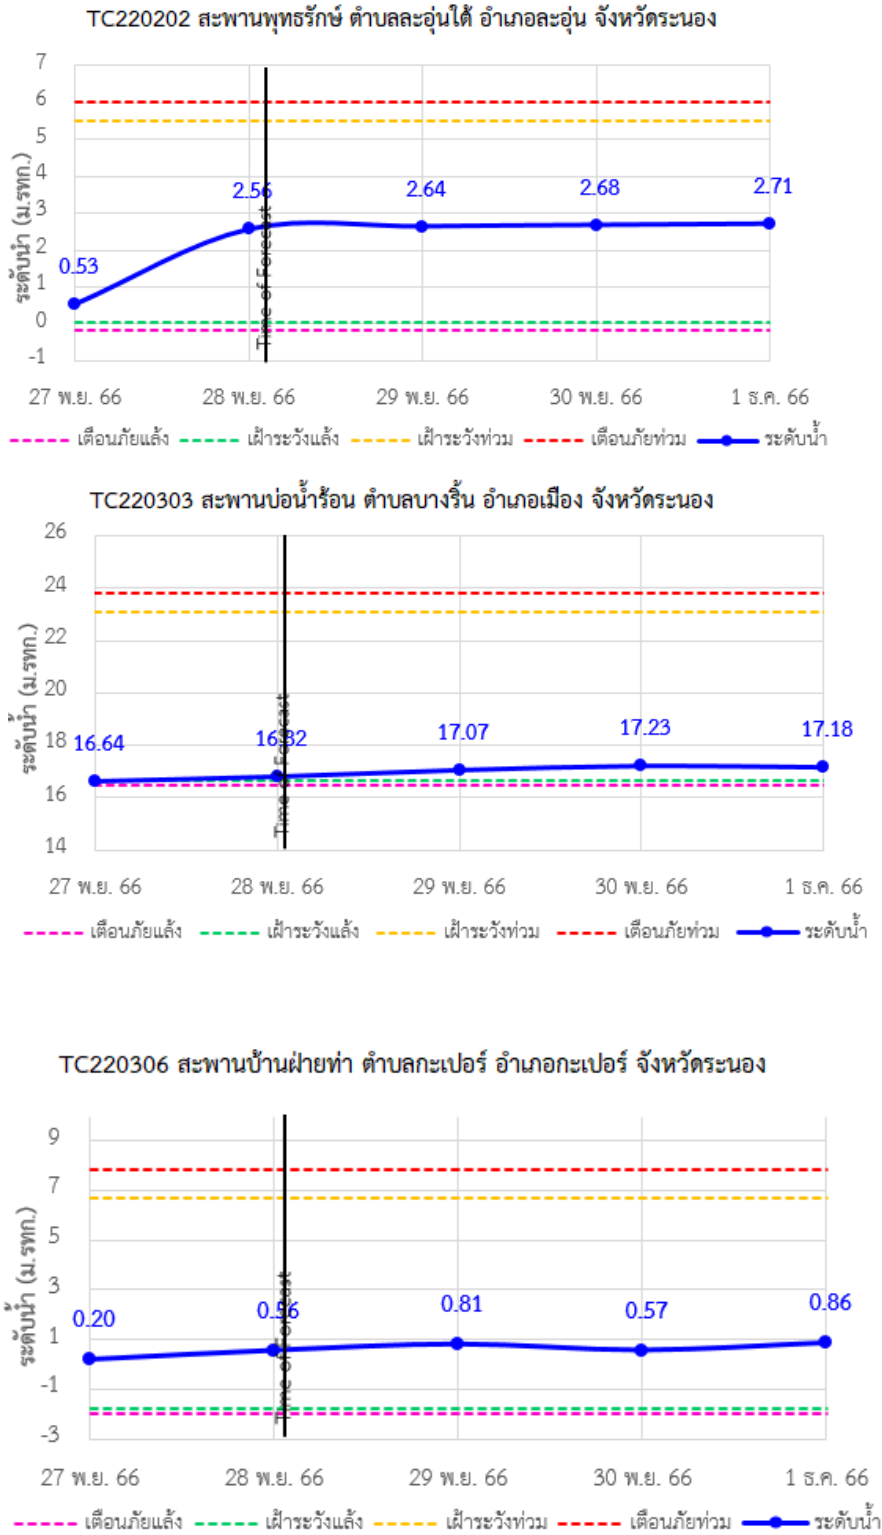 TC220202 สะพานพุทธรักษ์ ตำบลละอุ่นใต้ อำเภอละอุ่น จังหวัดระนอง
7
6
5
4
3
2
1
0
-1
ระดับน้ำ (ม.รทก.)
0.53
2.56
2.64
2.68
2.71
Time of Forecast
27 พ.ย. 66 28 พ.ย. 66 29 พ.ย. 66 30 พ.ย. 66 1 ธ.ค. 66
เตือนภัยแล้ง เฝ้าระวังแล้ง เฝ้าระวังท่วม เตือนภัยท่วม ระดับน้ำ
TC220303 สะพานบ่อน้ำร้อน ตำบลบางริ้น อำเภอเมือง จังหวัดระนอง
26
24
22
20
18
16
14
ระดับน้ำ (ม.รทก.)
16.64
16.82
17.07
17.23
17.18
Time of Forecast
27 พ.ย. 66 28 พ.ย. 66 29 พ.ย. 66 30 พ.ย. 66 1 ธ.ค. 66
เตือนภัยแล้ง เฝ้าระวังแล้ง เฝ้าระวังท่วม เตือนภัยท่วม ระดับน้ำ
TC220306 สะพานบ้านฝ่ายท่า ตำบลกะเปอร์ อำเภอกะเปอร์ จังหวัดระนอง
9
7
5
3
1
-1
-3
ระดับน้ำ (ม.รทก.)
0.20
0.56
0.81
0.57
0.86
Time of Forecast
27 พ.ย. 66 28 พ.ย. 66 29 พ.ย. 66 30 พ.ย. 66 1 ธ.ค. 66
เตือนภัยแล้ง เฝ้าระวังแล้ง เฝ้าระวังท่วม เตือนภัยท่วม ระดับน้ำ